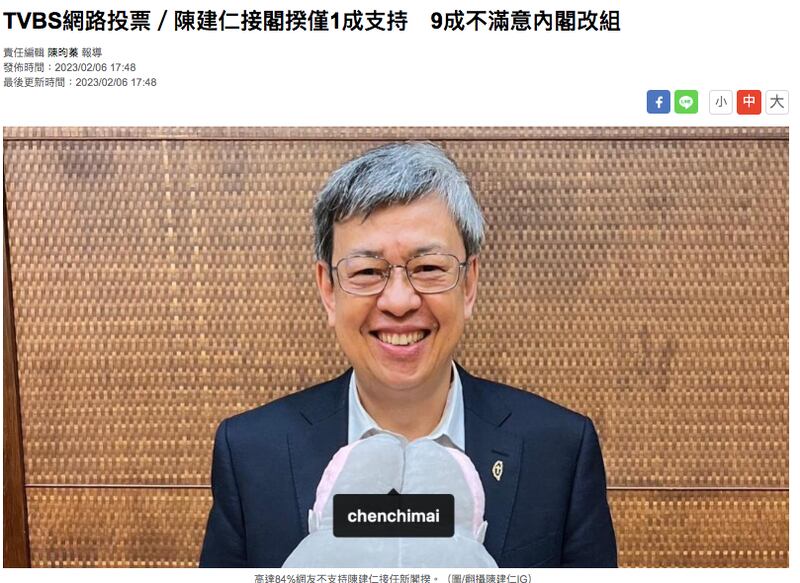 TVBS網路投票／陳建仁接閣揆僅1成支持　9成不滿意內閣改組
責任編輯 陳昀蓁 報導
發佈時間：2023/02/06 17:48
最後更新時間：2023/02/06 17:48
小 中 大
chenchimai
高達84%網友不支持陳建仁接任新閣揆。（圖/翻攝陳建仁IG）